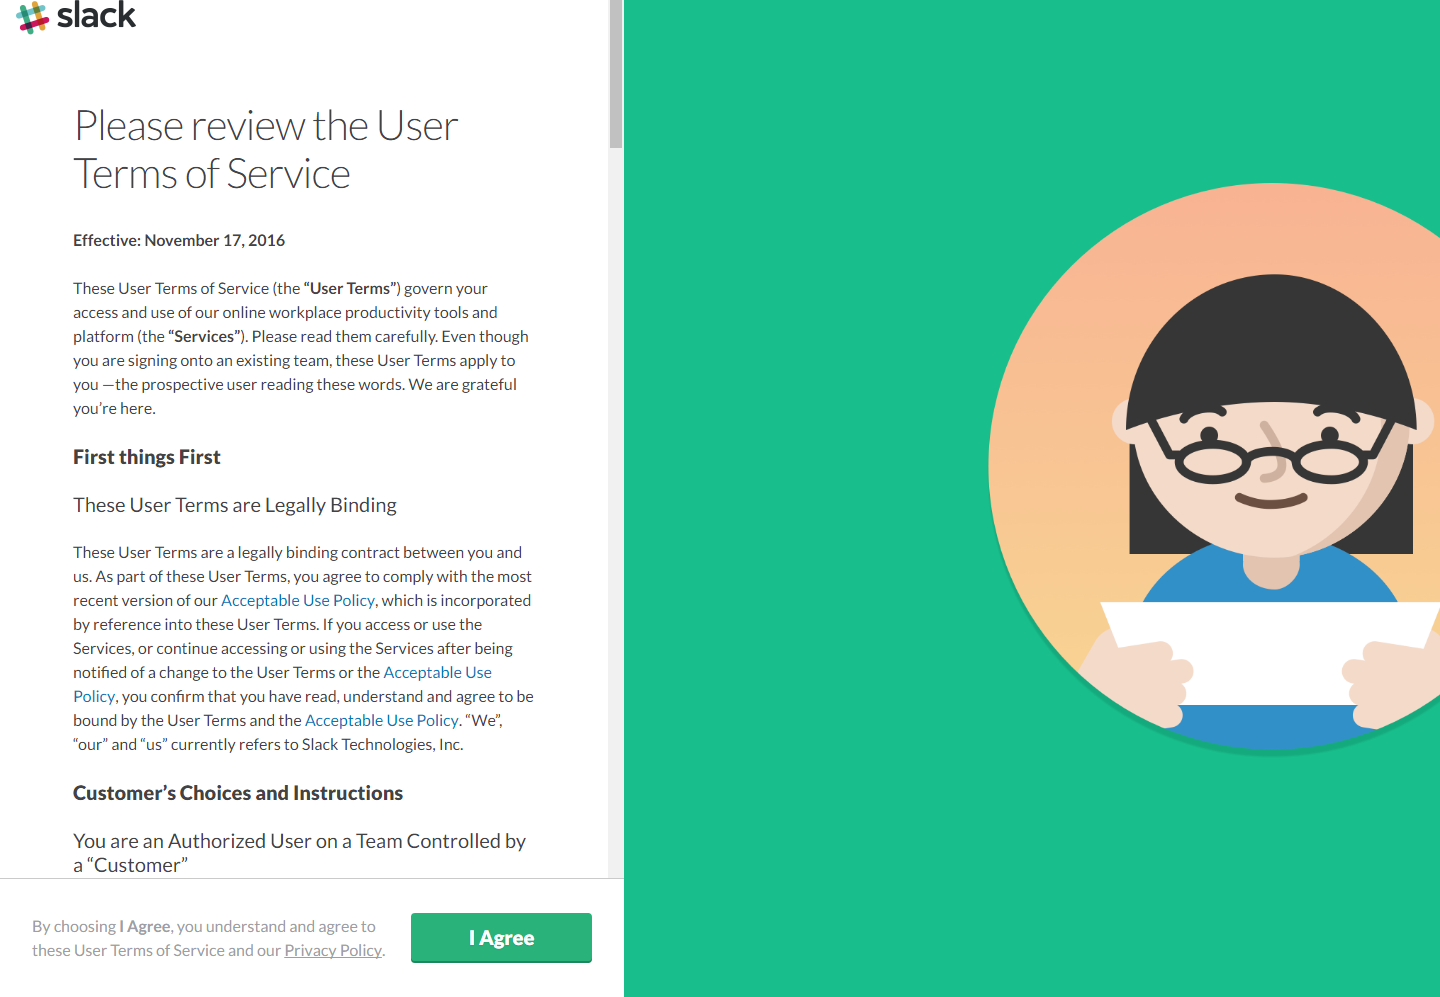 slack
Please review the User
Terms of Service
Effective: November 17, 2016
These User Terms of Service (the “User Terms”) govern your
access and use of our online workplace productivity tools and
platform (the “Services”). Please read them carefully. Even though
you are signing onto an existing team, these User Terms apply to
you —the prospective user reading these words. We are grateful
you’re here.
First things First
These User Terms are Legally Binding
These User Terms are a legally binding contract between you and
us. As part of these User Terms, you agree to comply with the most
recent version of our Acceptable Use Policy, which is incorporated
by reference into these User Terms. If you access or use the
Services, or continue accessing or using the Services after being
notified of a change to the User Terms or the Acceptable Use
Policy, you confirm that you have read, understand and agree to be
bound by the User Terms and the Acceptable Use Policy. “We”,
“our” and “us” currently refers to Slack Technologies, Inc.
Customer’s Choices and Instructions
You are an Authorized User on a Team Controlled by
a “Customer”
By choosing I Agree, you understand and agree to
these User Terms of Service and our Privacy Policy.
I Agree